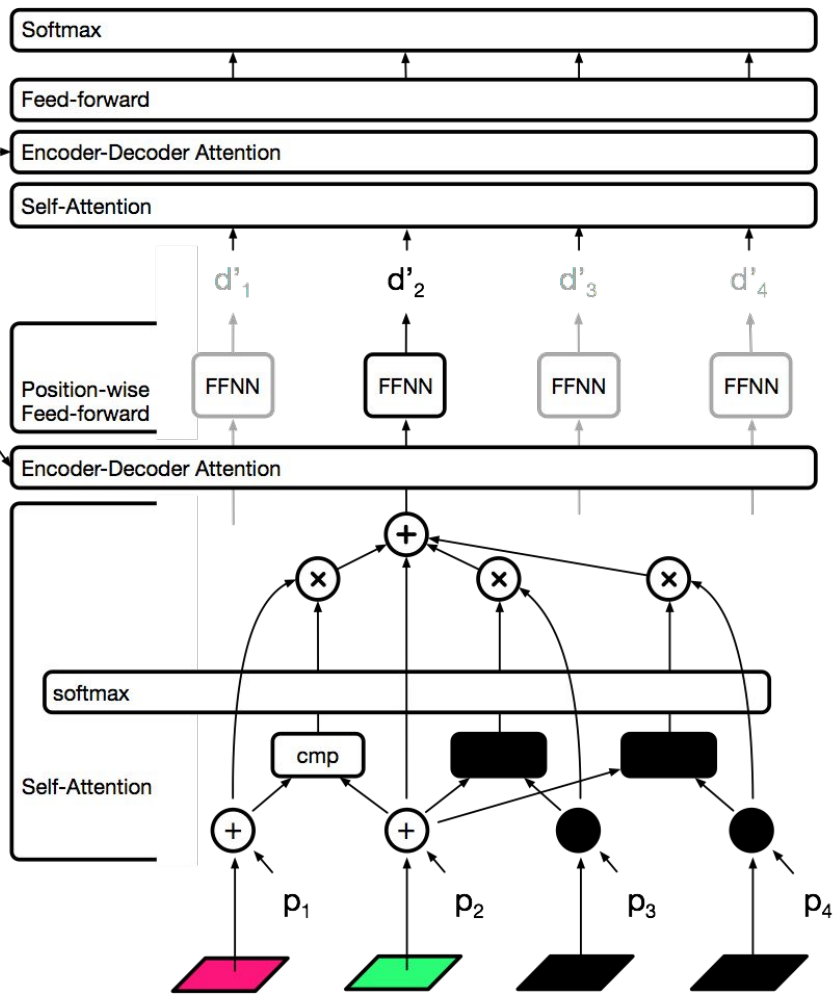 Softmax
Feed-forward
Encoder-Decoder Attention
Self-Attention
d’₁ d’₂ d’₃ d’₄
FFNN FFNN FFNN FFNN
Position-wise
Feed-forward
Encoder-Decoder Attention
+
× × ×
softmax
cmp
Self-Attention
+ +
p₁ p₂ p₃ p₄